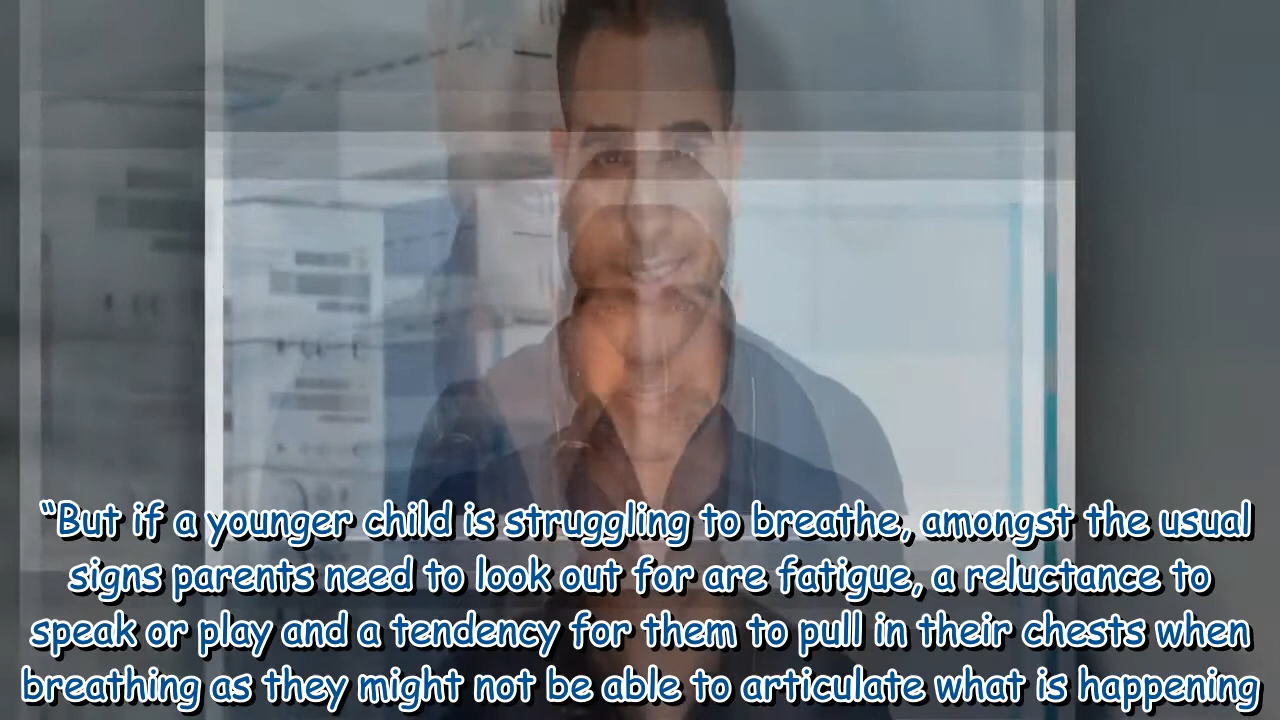 “But if a younger child is struggling to breathe, amongst the usual
signs parents need to look out for are fatigue, a reluctance to
speak or play and a tendency for them to pull in their chests when
breathing as they might not be able to articulate what is happening